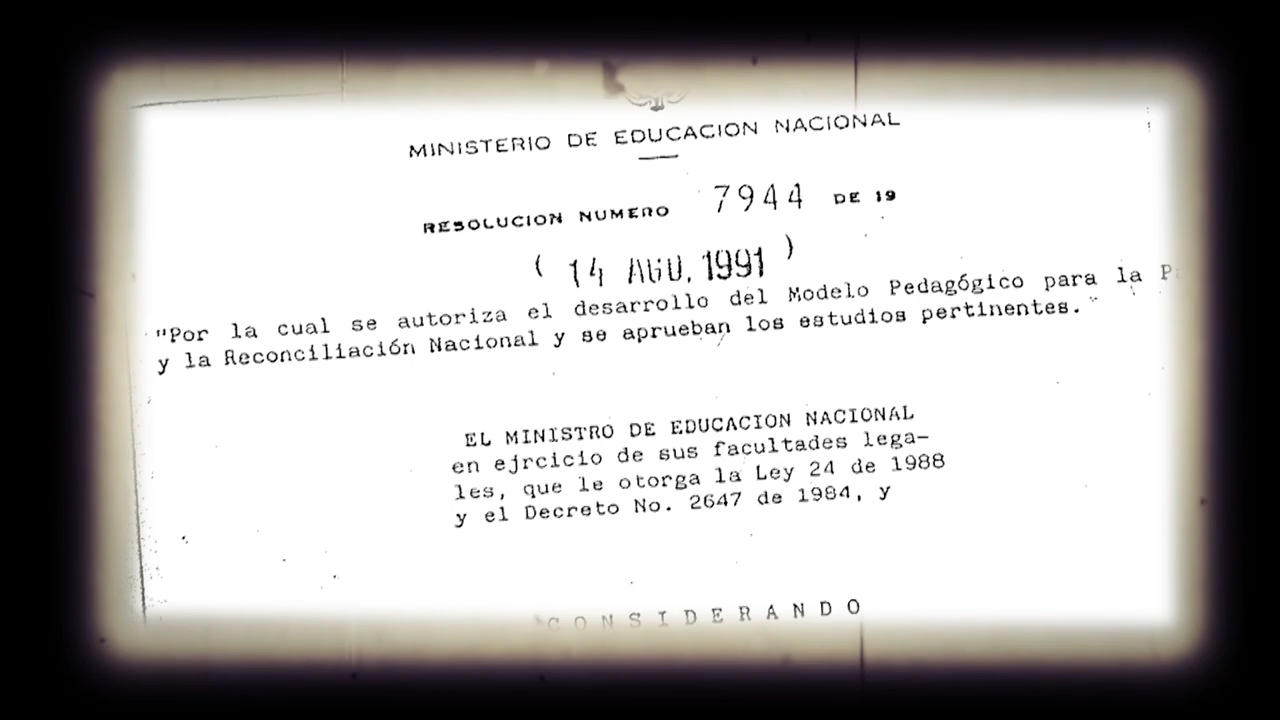 MINISTERIO DE EDUCACION NACIONAL
RESOLUCION NUMERO 7944 DE 19
( 14 AGO. 1991 )
"Por la cual se autoriza el desarrollo del Modelo Pedagógico para la
y la Reconciliación Nacional y se aprueban los estudios pertinentes."
EL MINISTRO DE EDUCACION NACIONAL
en ejrcicio de sus facultades lega-
les, que le otorga la Ley 24 de 1988
y el Decreto No. 2647 de 1984, y
CONSIDERANDO